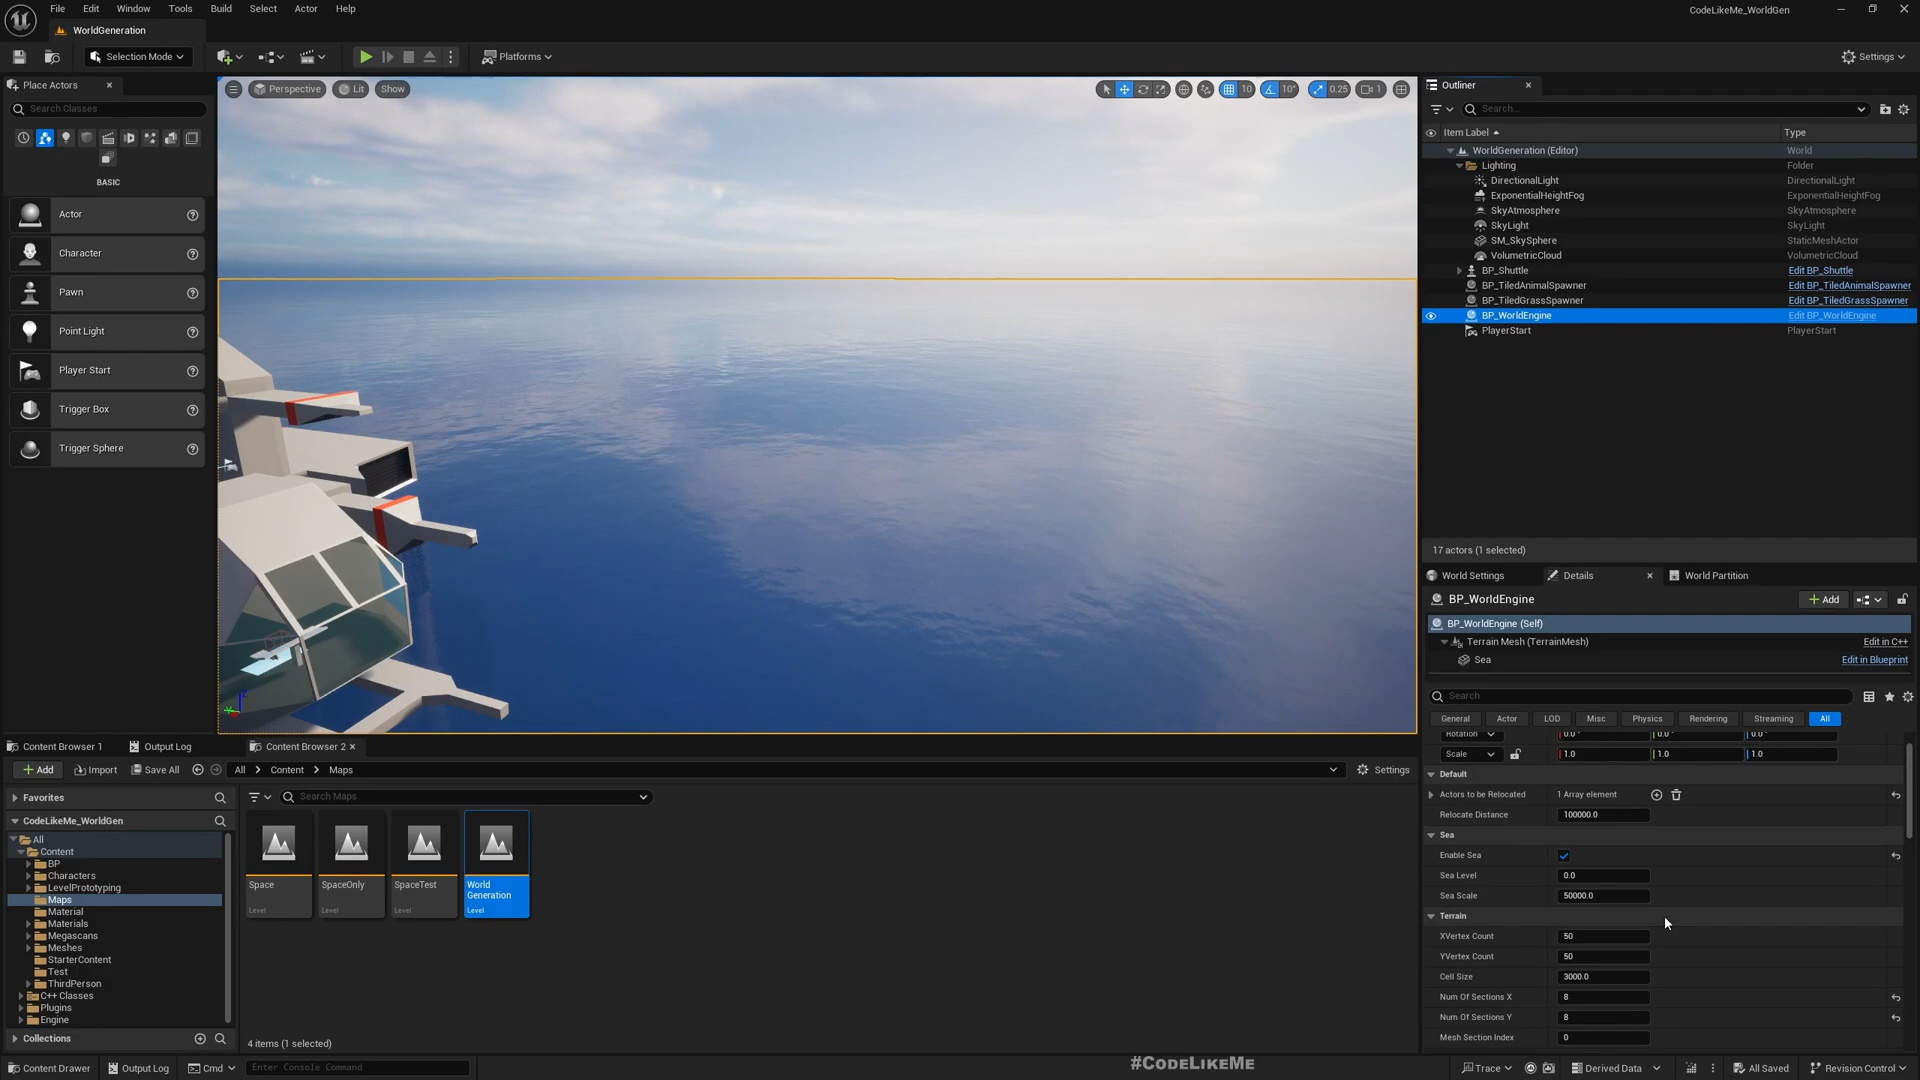 File Edit Window Tools Build Select Actor Help
CodeLikeMe_WorldGen
WorldGeneration
Selection Mode
Platforms
Settings
Place Actors
Search Classes
BASIC
Actor
Character
Pawn
Point Light
Player Start
Trigger Box
Trigger Sphere
Perspective Lit Show
10 10° 0.25 1
Outliner
Search...
Item Label Type
WorldGeneration (Editor) World
Lighting Folder
DirectionalLight DirectionalLight
ExponentialHeightFog ExponentialHeightFog
SkyAtmosphere SkyAtmosphere
SkyLight SkyLight
SM_SkySphere StaticMeshActor
VolumetricCloud VolumetricCloud
BP_Shuttle Edit BP_Shuttle
BP_TiledAnimalSpawner Edit BP_TiledAnimalSpawner
BP_TiledGrassSpawner Edit BP_TiledGrassSpawner
BP_WorldEngine Edit BP_WorldEngine
PlayerStart PlayerStart
17 actors (1 selected)
World Settings Details World Partition
BP_WorldEngine
Add
BP_WorldEngine (Self)
Terrain Mesh (TerrainMesh) Edit in C++
Sea Edit in Blueprint
Search
General Actor LOD Misc Physics Rendering Streaming All
Rotation 0.0° 0.0° 0.0°
Scale 1.0 1.0 1.0
Default
Actors to be Relocated 1 Array element
Relocate Distance 100000.0
Sea
Enable Sea
Sea Level 0.0
Sea Scale 50000.0
Terrain
XVertex Count 50
YVertex Count 50
Cell Size 3000.0
Num Of Sections X 8
Num Of Sections Y 8
Mesh Section Index 0
Content Browser 1 Output Log Content Browser 2
Add Import Save All All Content Maps Settings
Favorites
Search Maps
CodeLikeMe_WorldGen
All
Content
BP
Characters
LevelPrototyping
Maps
Material
Materials
Megascans
Meshes
StarterContent
Test
ThirdPerson
C++ Classes
Plugins
Engine
Collections
Space
Level
SpaceOnly
Level
SpaceTest
Level
World
Generation
Level
4 items (1 selected)
#CodeLikeMe
Content Drawer Output Log Cmd Enter Console Command
Trace Derived Data All Saved Revision Control